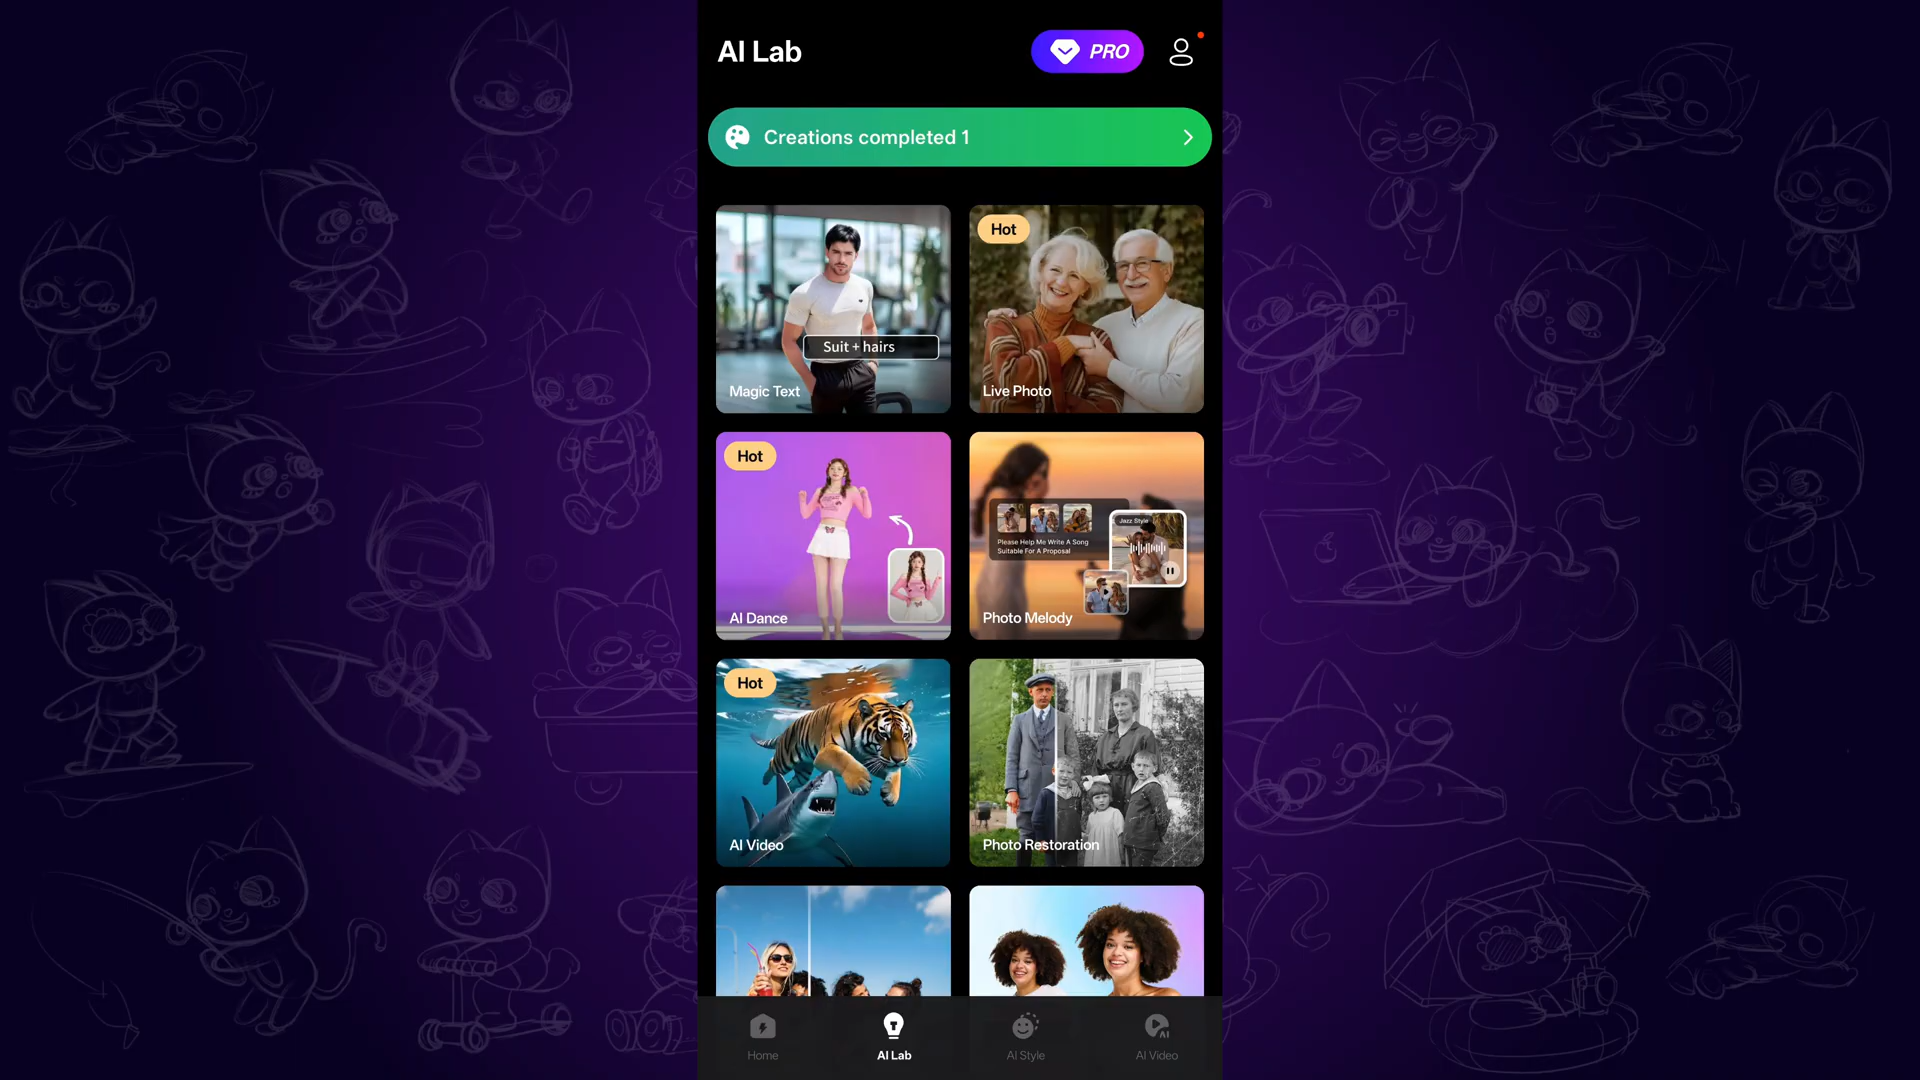 AI Lab
PRO
Creations completed 1
Suit + hairs
Magic Text
Hot
Live Photo
Hot
AI Dance
Jazz Style
Please Help Me Write A Song
Suitable For A Proposal
Photo Melody
Hot
AI Video
Photo Restoration
Home
AI Lab
AI Style
AI
AI Video